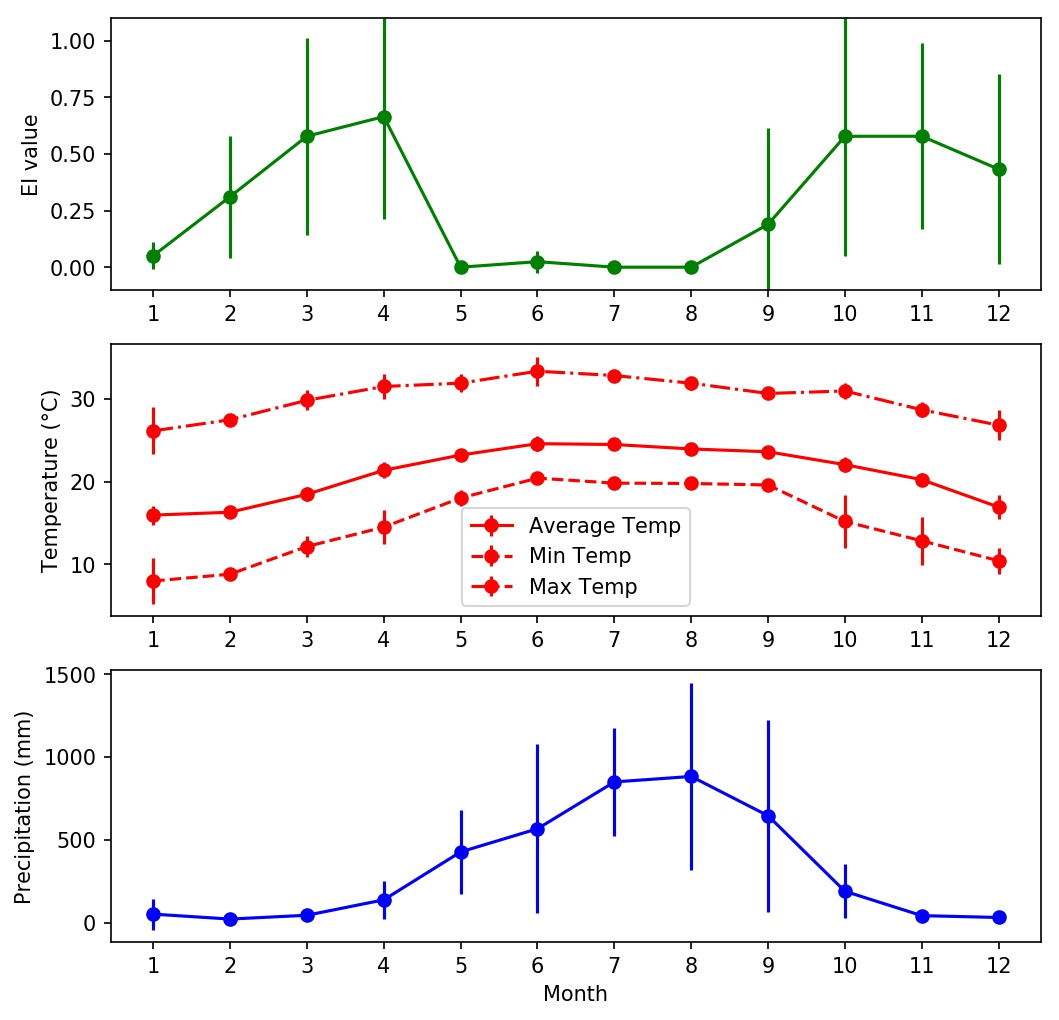 EI value
1.00
0.75
0.50
0.25
0.00
1 2 3 4 5 6 7 8 9 10 11 12
Temperature (°C)
30
20
10
Average Temp
Min Temp
Max Temp
1 2 3 4 5 6 7 8 9 10 11 12
Precipitation (mm)
1500
1000
500
0
1 2 3 4 5 6 7 8 9 10 11 12
Month